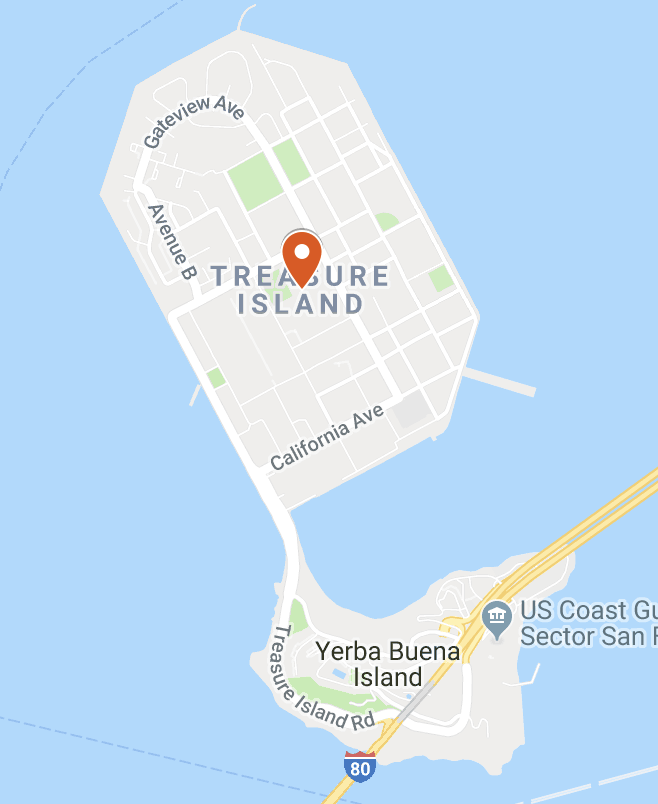 Gateview Ave
Avenue B
TREASURE
ISLAND
California Ave
US Coast Gu
Sector San F
Yerba Buena
Island
Treasure Island Rd
80